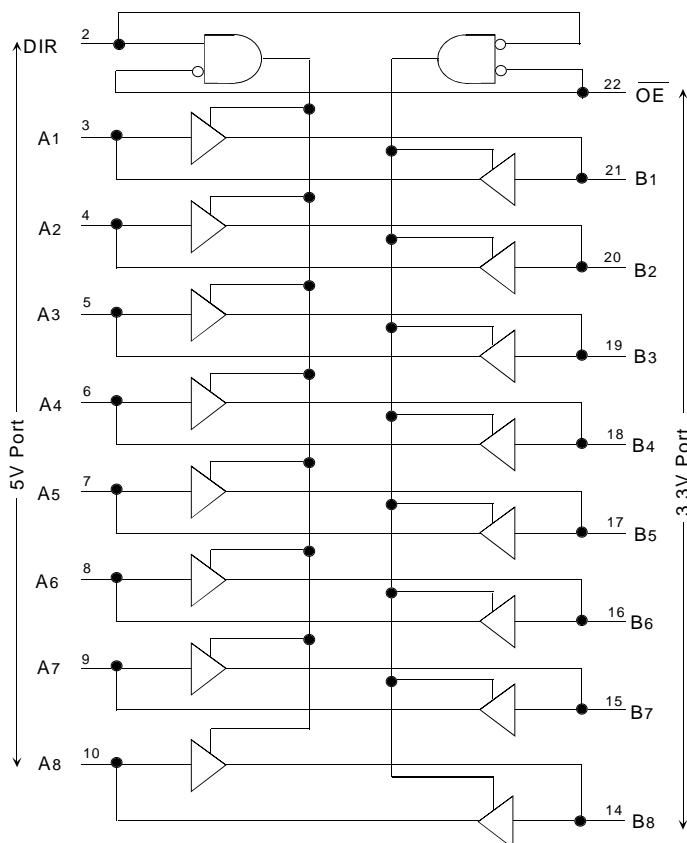 DIR 2
22 OE
A1 3
21 B1
A2 4
20 B2
A3 5
19 B3
A4 6
18 B4
A5 7
17 B5
A6 8
16 B6
A7 9
15 B7
A8 10
14 B8
5V Port
3.3V Port